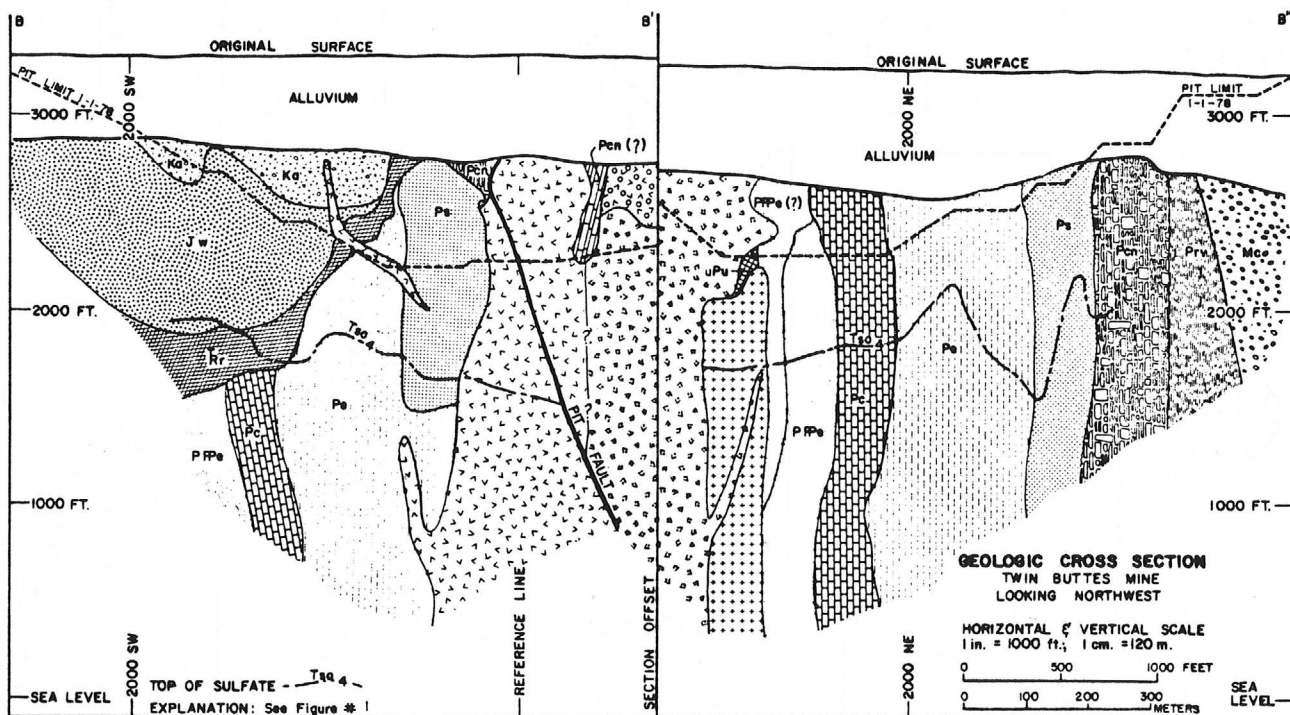 B
B'
B"
ORIGINAL SURFACE
ORIGINAL SURFACE
PIT LIMIT 1-1-78
2000 SW
3000 FT.
ALLUVIUM
Pcn (?)
2000 NE
PIT LIMIT
1-1-78
3000 FT.
ALLUVIUM
Ka
Ka
Pcn
Ps
PPPe(?)
Jw
uPu
Ps
Pcn
Prv
Mc
2000 FT.
2000 FT.
Tsq 4
Tsq 4
Pe
Pc
TRr
Pc
Pe
PPPe
PPPe
PIT FAULT
?
?
1000 FT.
1000 FT.
GEOLOGIC CROSS SECTION
TWIN BUTTES MINE
LOOKING NORTHWEST
HORIZONTAL & VERTICAL SCALE
1 in. = 1000 ft.; 1 cm. = 120 m.
0 500 1000 FEET
0 100 200 300
METERS
REFERENCE LINE
SECTION OFFSET
2000 SW
2000 NE
SEA LEVEL
SEA
LEVEL
TOP OF SULFATE - Tsq 4
EXPLANATION: See Figure # 1